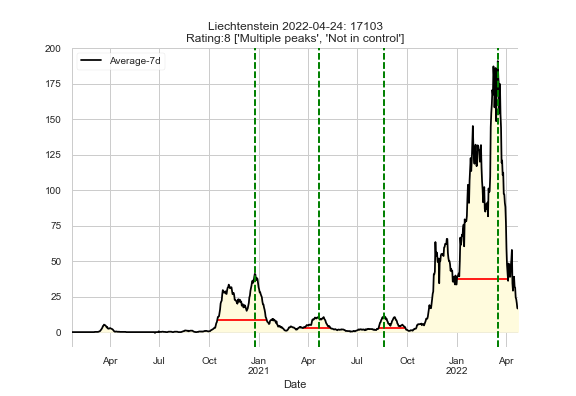 Liechtenstein 2022-04-24: 17103
Rating:8 ['Multiple peaks', 'Not in control']
Average-7d
200
175
150
125
100
75
50
25
0
Apr Jul Oct Jan Apr Jul Oct Jan Apr
2021 2022
Date